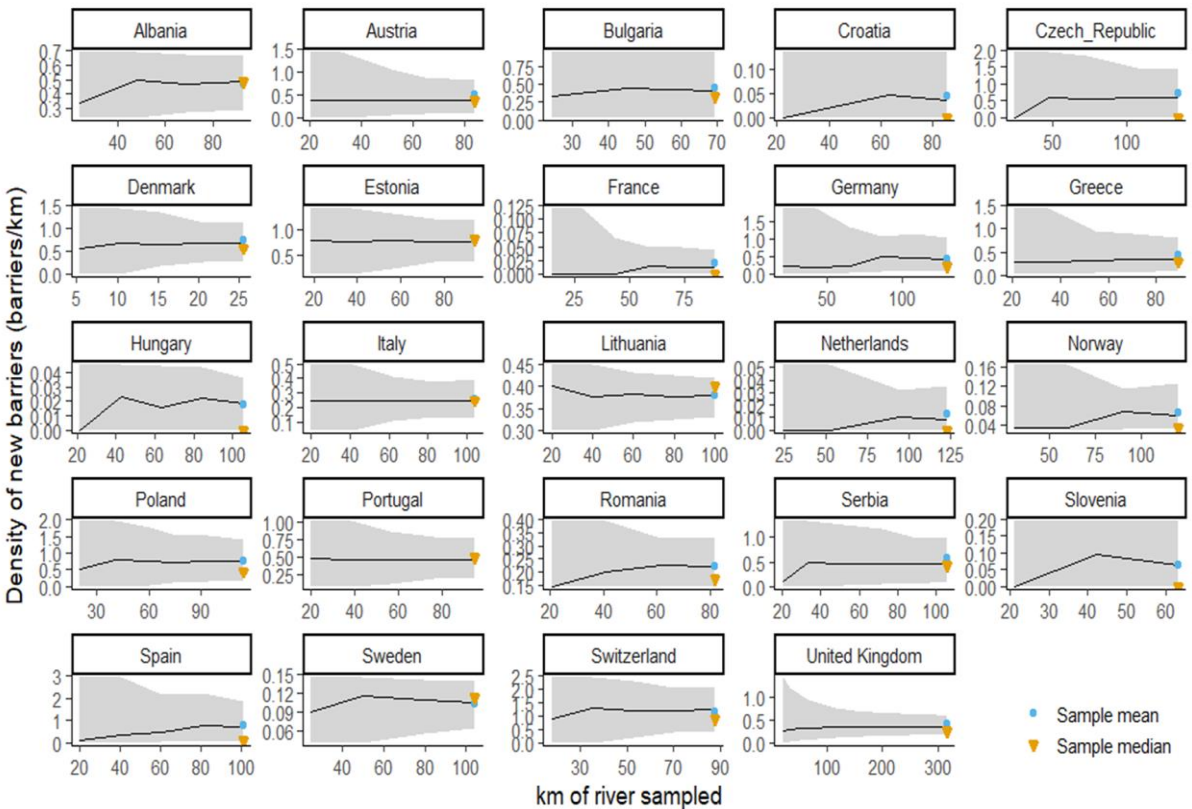 Density of new barriers (barriers/km)
Albania Austria Bulgaria Croatia Czech_Republic
0.7 0.6 0.5 0.4 0.3
1.5 1.0 0.5 0.0
0.75 0.50 0.25 0.00
0.10 0.05 0.00
2.0 1.5 1.0 0.5 0.0
40 60 80
20 40 60 80
30 40 50 60 70
20 40 60 80
50 100
Denmark Estonia France Germany Greece
1.5 1.0 0.5 0.0
1.0 0.5
0.125 0.100 0.075 0.050 0.025 0.000
1.5 1.0 0.5 0.0
1.5 1.0 0.5 0.0
5 10 15 20 25
20 40 60 80
25 50 75
50 100
20 40 60 80
Hungary Italy Lithuania Netherlands Norway
0.04 0.03 0.02 0.01 0.00
0.5 0.4 0.3 0.2 0.1
0.45 0.40 0.35 0.30
0.05 0.04 0.03 0.02 0.01 0.00
0.16 0.12 0.08 0.04
20 40 60 80 100
20 40 60 80 100
20 40 60 80 100
25 50 75 100 125
50 75 100
Poland Portugal Romania Serbia Slovenia
2.0 1.5 1.0 0.5 0.0
1.00 0.75 0.50 0.25
0.40 0.35 0.30 0.25 0.20 0.15
1.0 0.5 0.0
0.20 0.15 0.10 0.05 0.00
30 60 90
20 40 60 80 100
20 40 60 80
20 40 60 80 100
20 30 40 50 60
Spain Sweden Switzerland United Kingdom
3 2 1 0
0.15 0.12 0.09 0.06
2.5 2.0 1.5 1.0 0.5 0.0
1.0 0.5 0.0
20 40 60 80 100
40 60 80 100
30 50 70 90
100 200 300
Sample mean
Sample median
km of river sampled